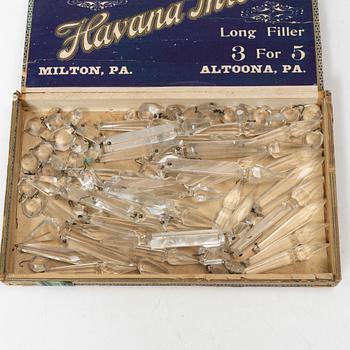 Havana
Long Filler
3 For 5
MILTON, PA. ALTOONA, PA.